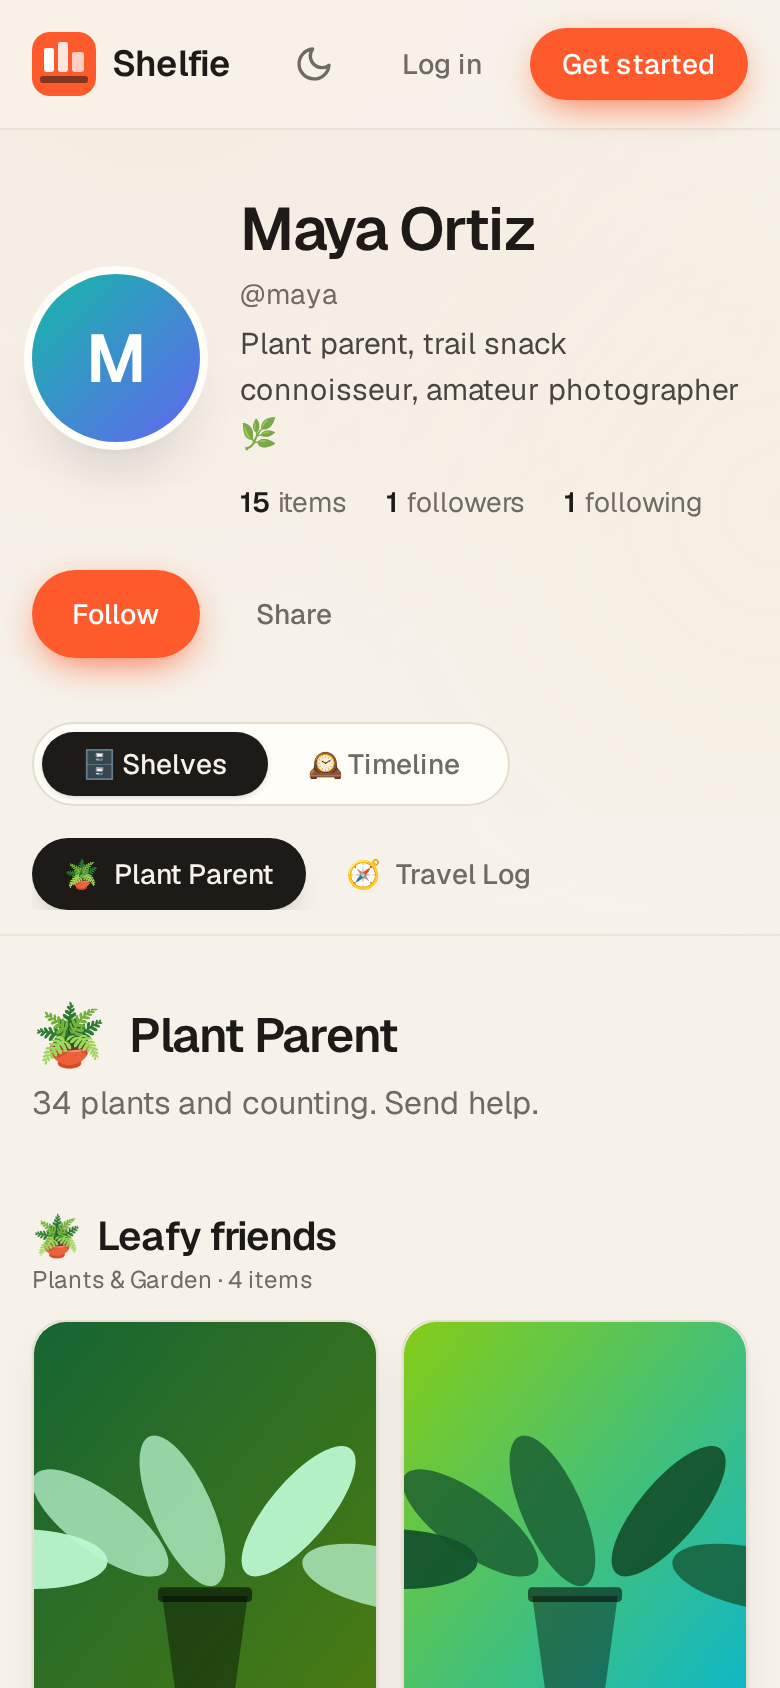 Shelfie
Log in
Get started
Maya Ortiz
@maya
Plant parent, trail snack
connoisseur, amateur photographer
🌿
15 items 1 followers 1 following
M
Follow
Share
🗄️ Shelves
🕰️ Timeline
🪴 Plant Parent
🧭 Travel Log
🪴 Plant Parent
34 plants and counting. Send help.
🪴 Leafy friends
Plants & Garden · 4 items